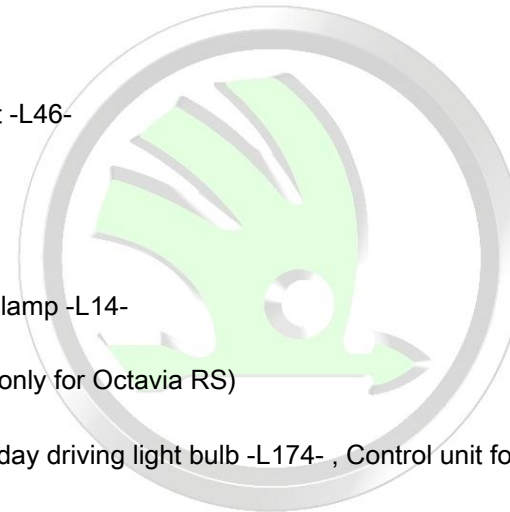 -L46-
lamp -L14-
only for Octavia RS)
day driving light bulb -L174- , Control unit fo